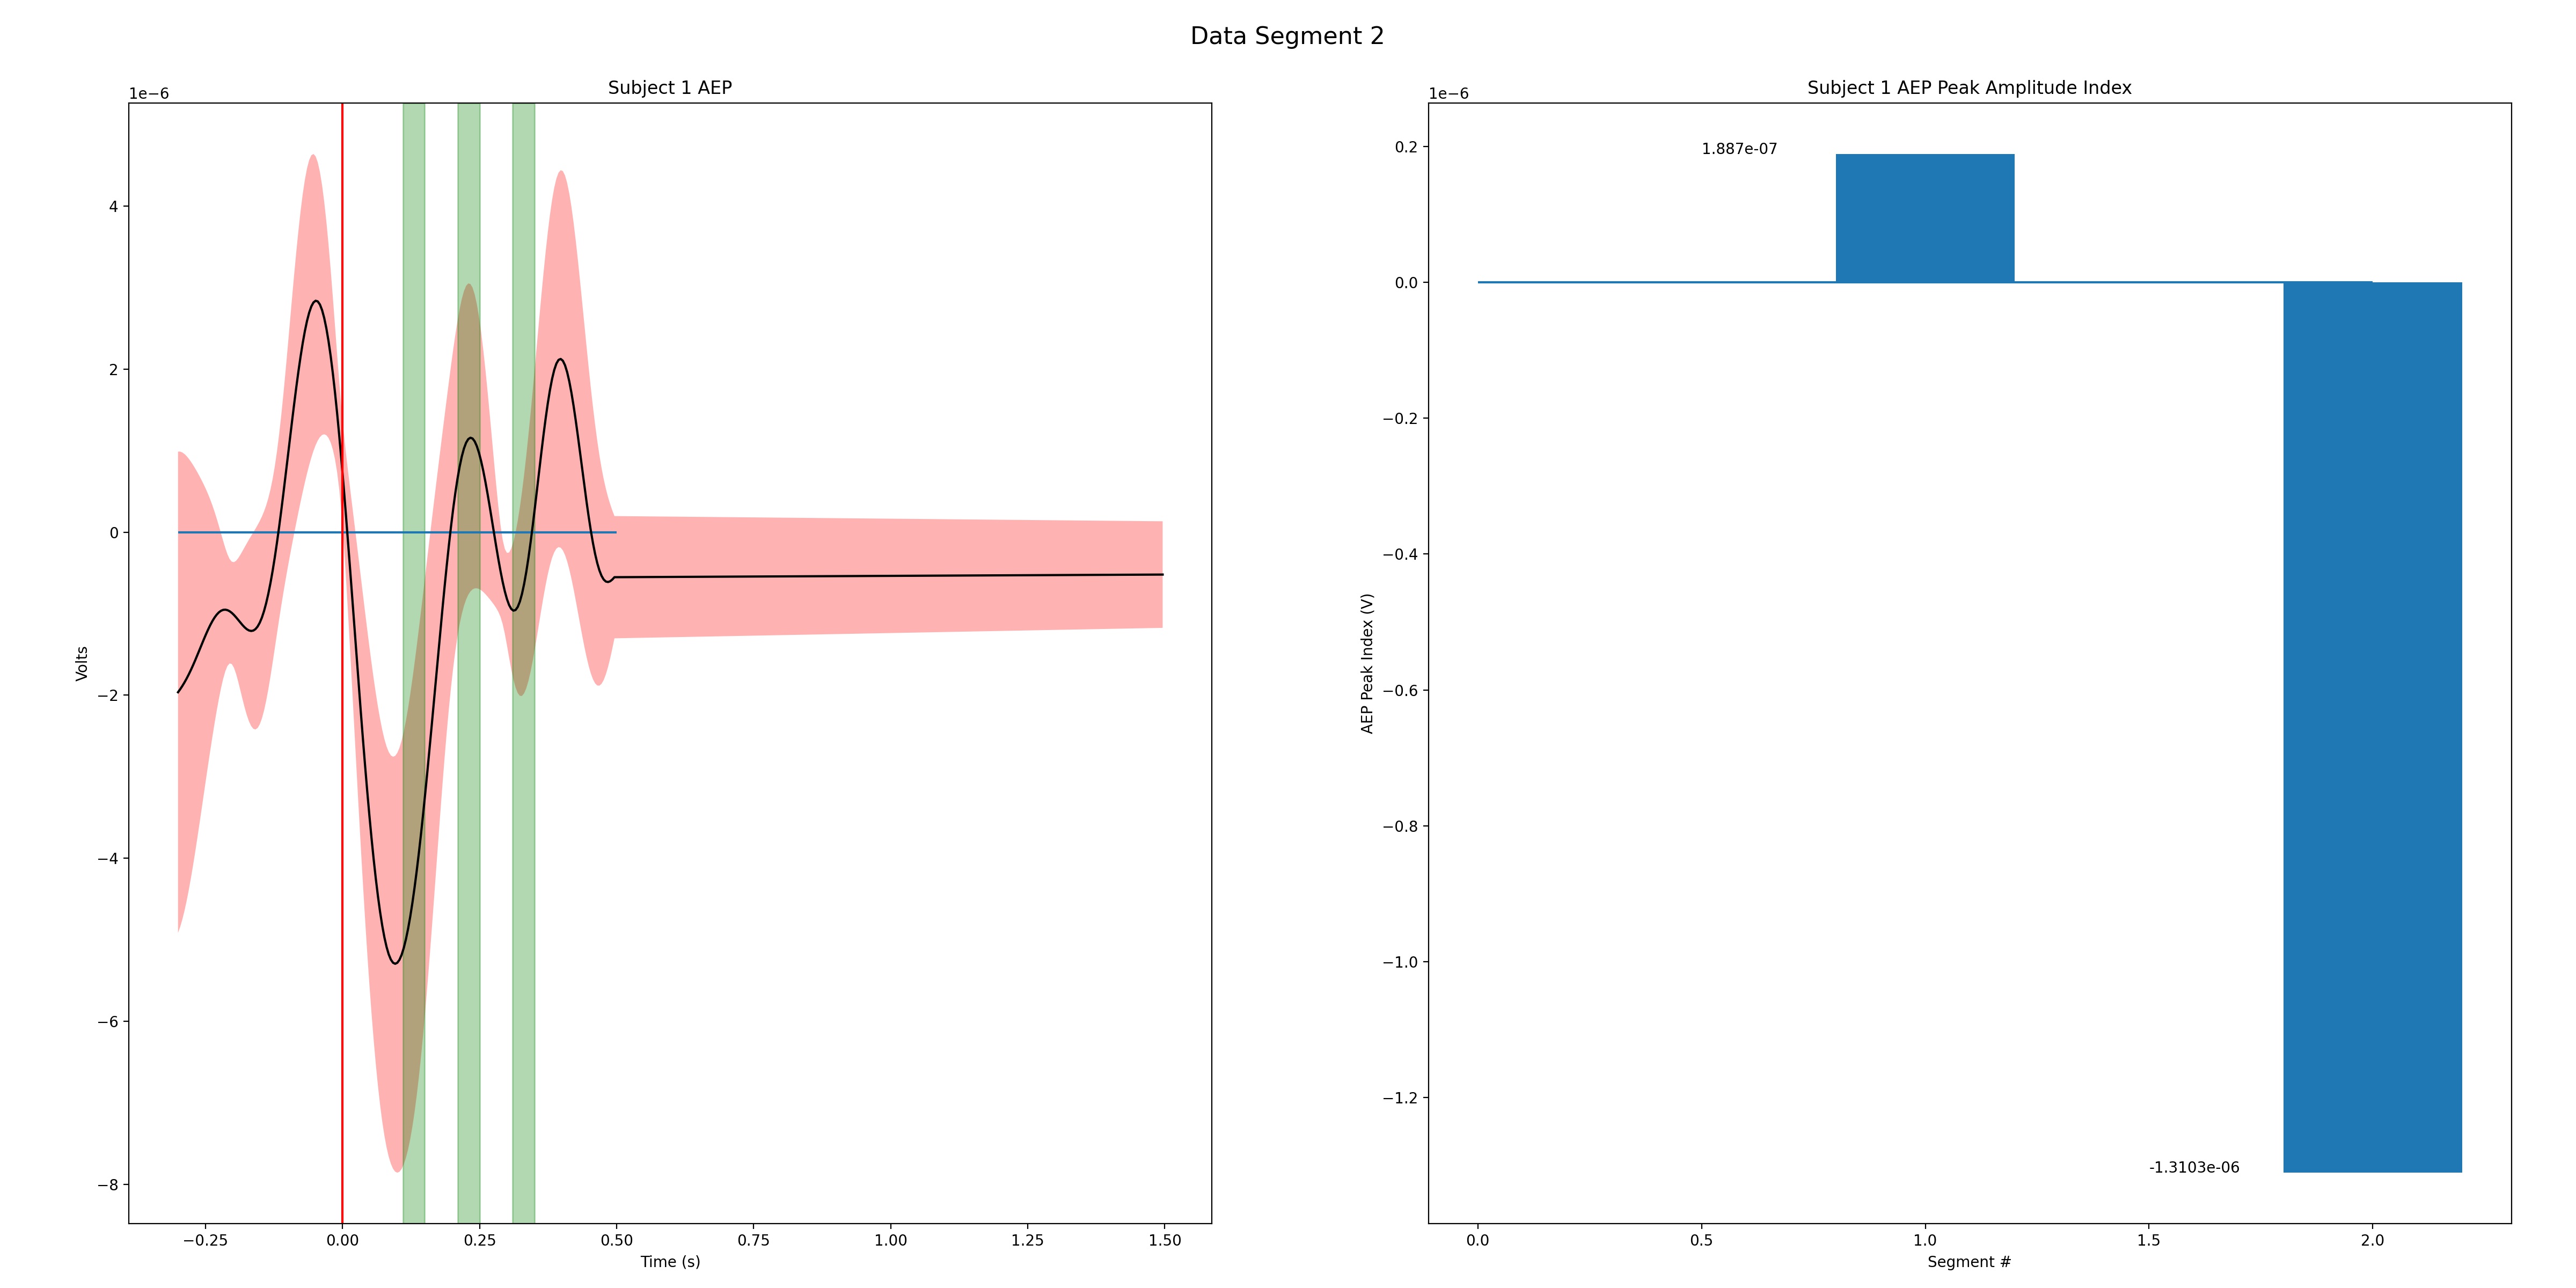 Data Segment 2
Subject 1 AEP
1e−6
4
2
0
−2
−4
−6
−8
Volts
−0.25 0.00 0.25 0.50 0.75 1.00 1.25 1.50
Time (s)
Subject 1 AEP Peak Amplitude Index
1e−6
0.2
0.0
−0.2
−0.4
−0.6
−0.8
−1.0
−1.2
AEP Peak Index (V)
1.887e-07
-1.3103e-06
0.0 0.5 1.0 1.5 2.0
Segment #